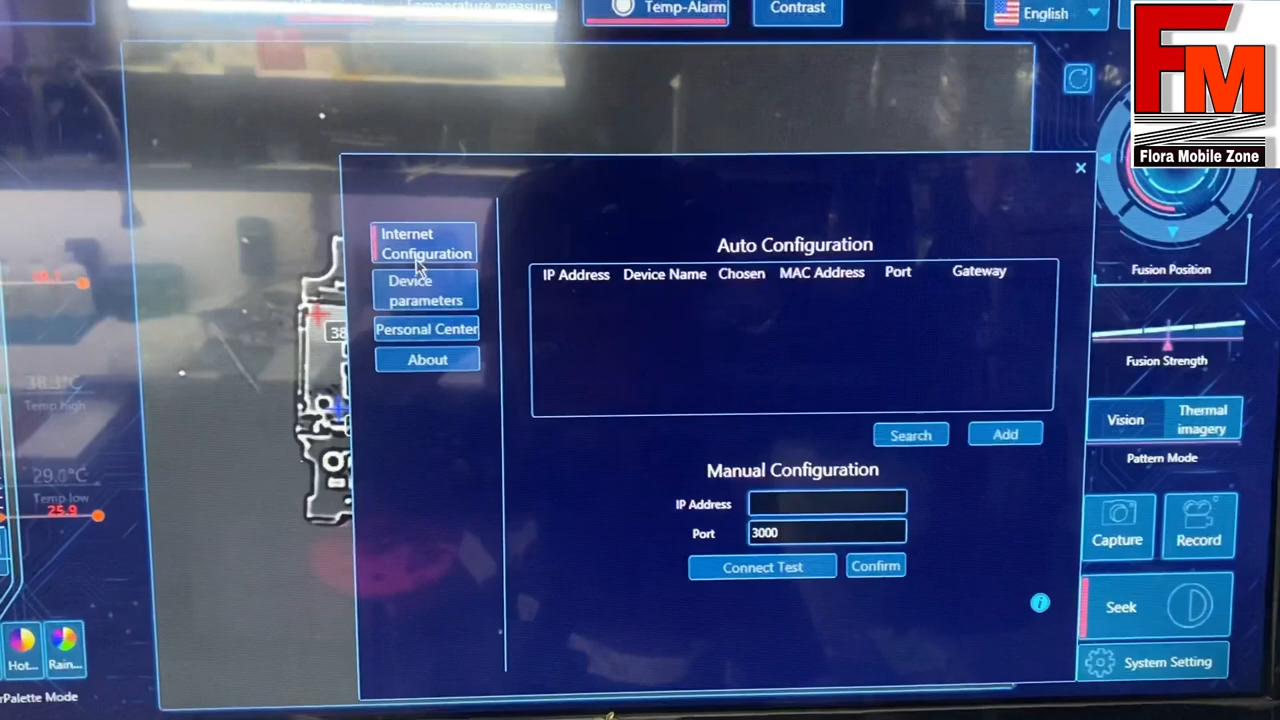 Temperature measure
Temp-Alarm
Contrast
English
FM
Flora Mobile Zone
Internet
Configuration
Device
parameters
Personal Center
About
Auto Configuration
IP Address Device Name Chosen MAC Address Port Gateway
Search
Add
Manual Configuration
IP Address
Port 3000
Connect Test
Confirm
38
38.3°C
Temp high
29.0°C
Temp low
25.9
Hot...
Rain...
Palette Mode
Fusion Position
Fusion Strength
Vision
Thermal
imagery
Pattern Mode
Capture
Record
Seek
System Setting